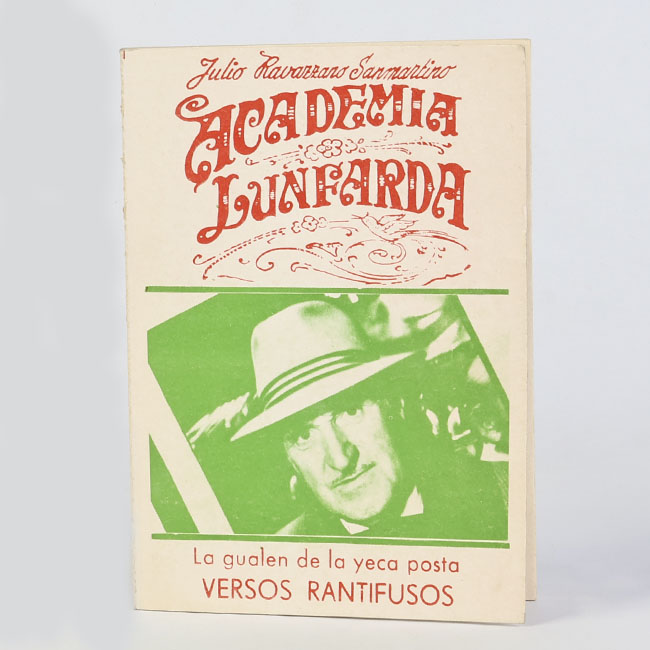 Julio Ravazzano Sanmartino
ACADEMIA
LUNFARDA
La gualen de la yeca posta
VERSOS RANTIFUSOS